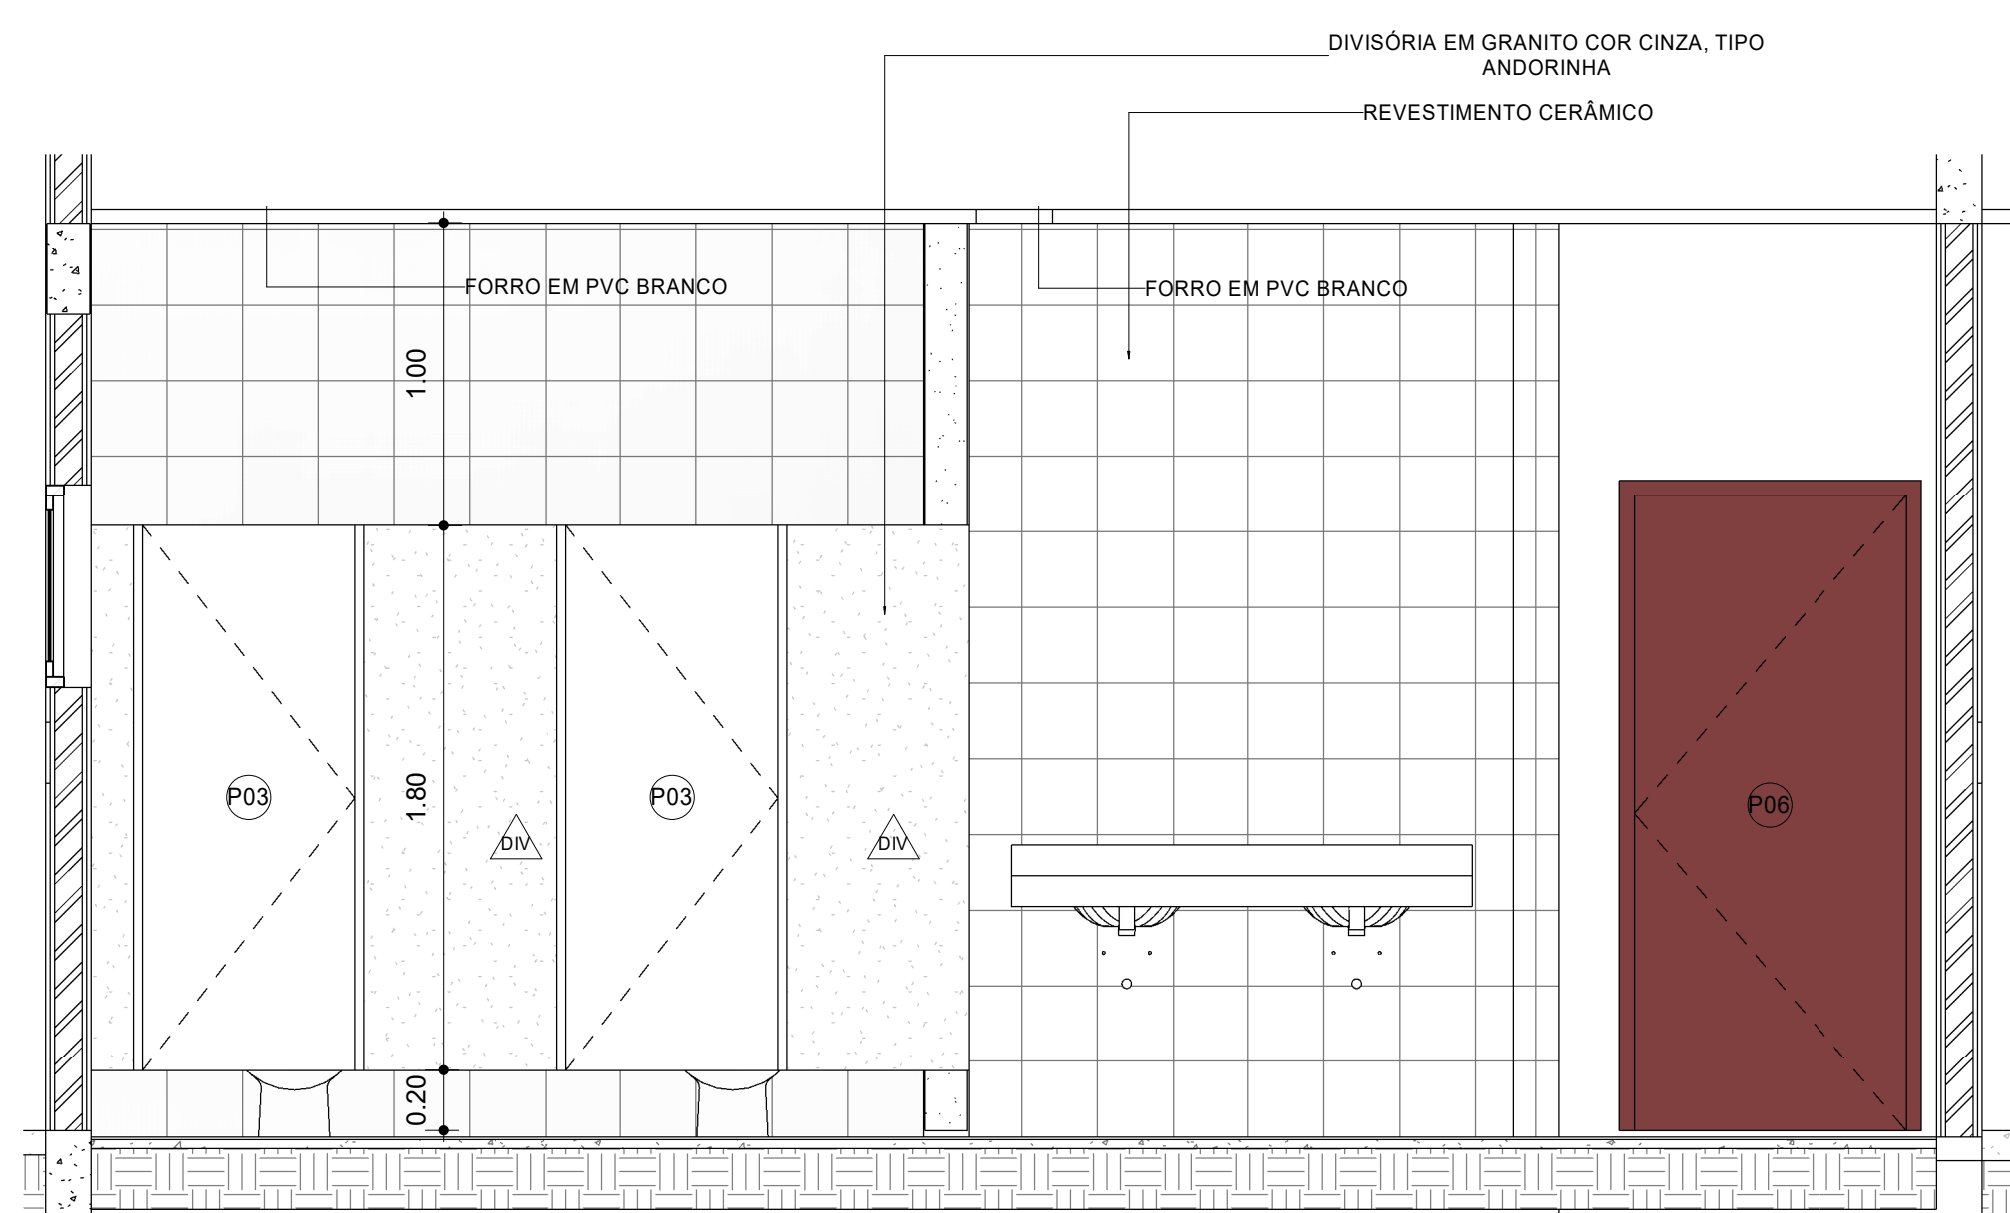 DIVISÓRIA EM GRANITO COR CINZA, TIPO
ANDORINHA
REVESTIMENTO CERÂMICO
FORRO EM PVC BRANCO
FORRO EM PVC BRANCO
1.00
1.80
P03
P03
P06
DIV
DIV
0.20